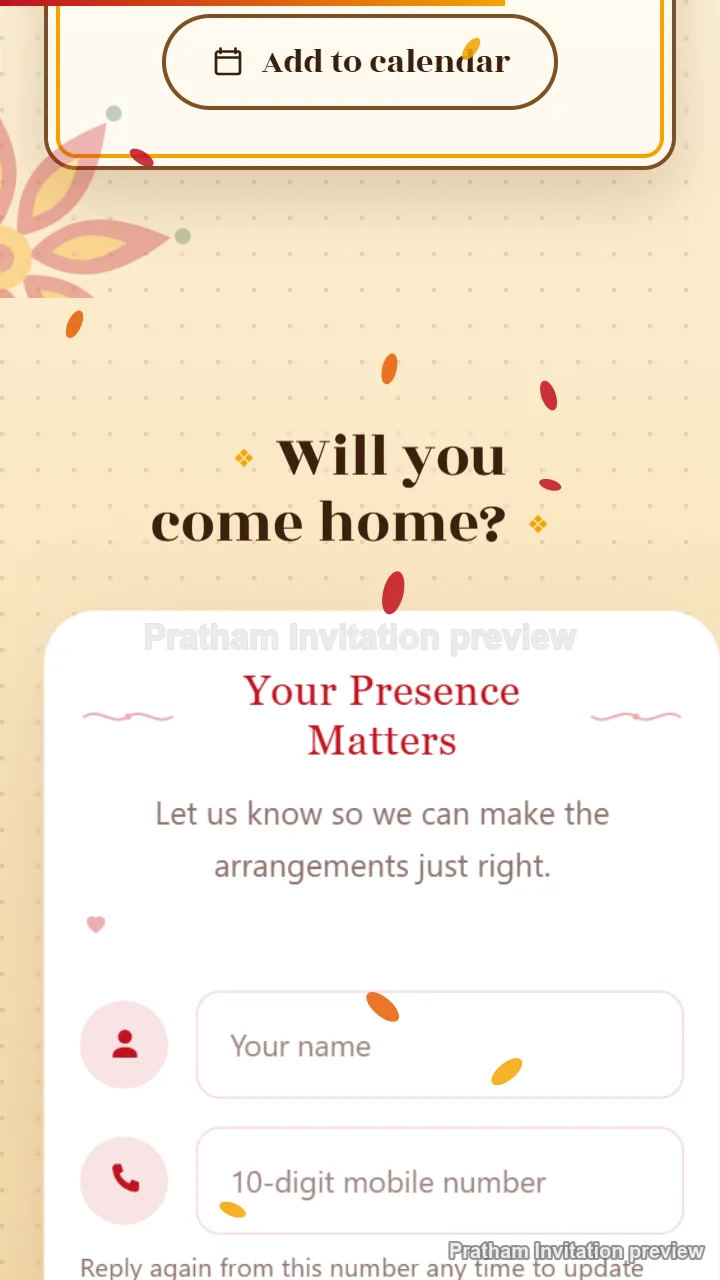 Add to calendar
Will you
come home?
Pratham Invitation preview
Your Presence
Matters
Let us know so we can make the
arrangements just right.
Your name
10-digit mobile number
Pratham Invitation preview
Reply again from this number any time to update